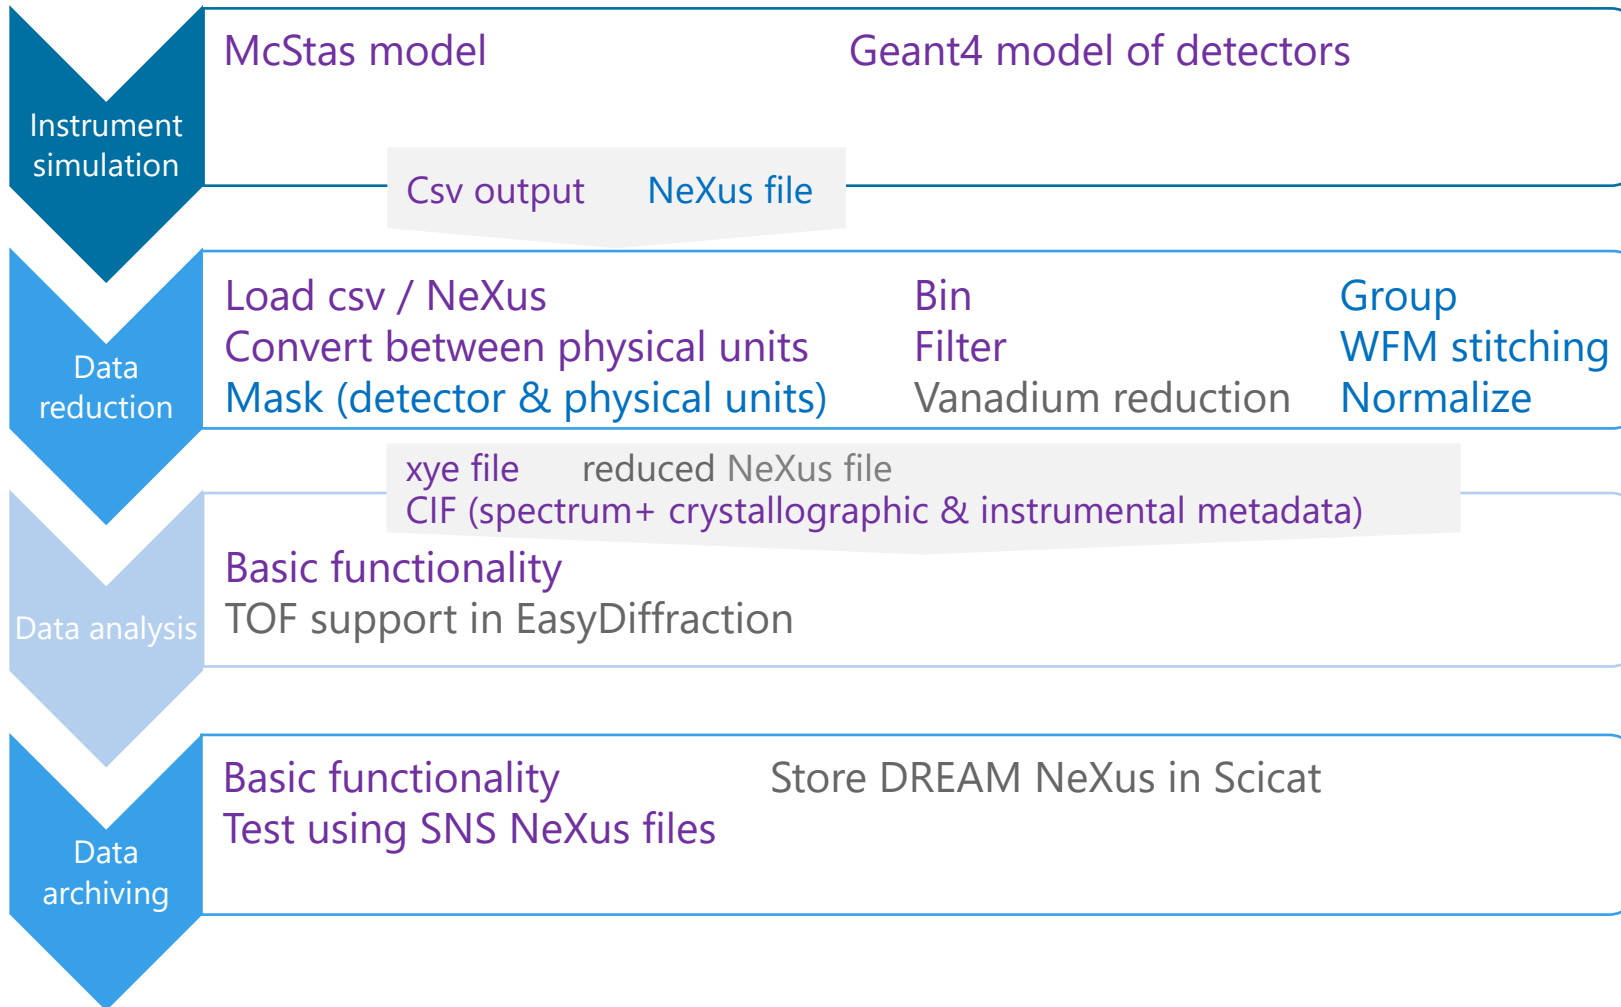 McStas model
Geant4 model of detectors
Instrument
simulation
Csv output
NeXus file
Load csv / NeXus
Convert between physical units
Mask (detector & physical units)
Bin
Filter
Vanadium reduction
Group
WFM stitching
Normalize
Data
reduction
xye file
reduced NeXus file
CIF (spectrum+ crystallographic & instrumental metadata)
Basic functionality
TOF support in EasyDiffraction
Data analysis
Basic functionality
Test using SNS NeXus files
Store DREAM NeXus in Scicat
Data
archiving